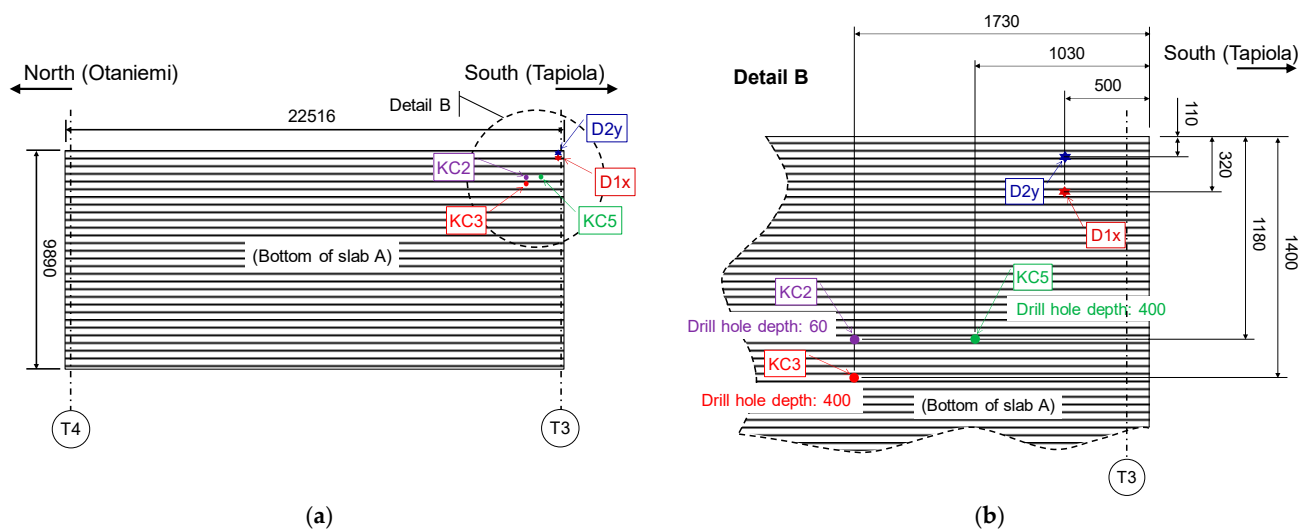 North (Otaniemi)
South (Tapiola)
Detail B
22516
D2y
KC2
D1x
KC3
KC5
9890
(Bottom of slab A)
T4
T3
(a)
1730
South (Tapiola)
1030
Detail B
500
110
320
D2y
D1x
1180
1400
KC2
KC5
Drill hole depth: 400
Drill hole depth: 60
KC3
Drill hole depth: 400
(Bottom of slab A)
T3
(b)